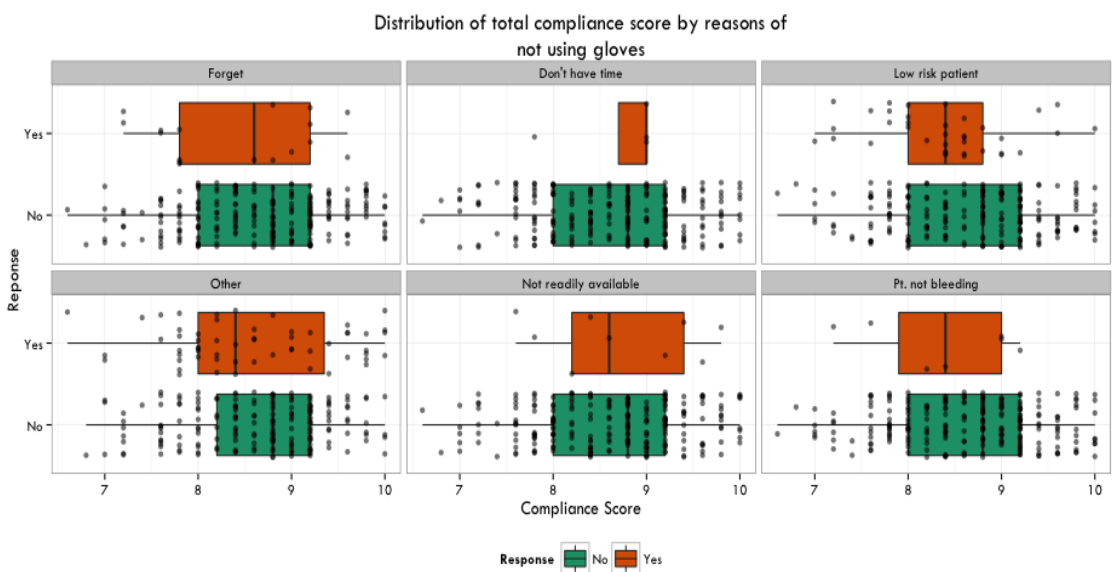 Distribution of total compliance score by reasons of
not using gloves
Forget
Don't have time
Low risk patient
Yes
No
Other
Not readily available
Pt. not bleeding
Yes
No
Reponse
7 8 9 10 7 8 9 10 7 8 9 10
Compliance Score
Response No Yes